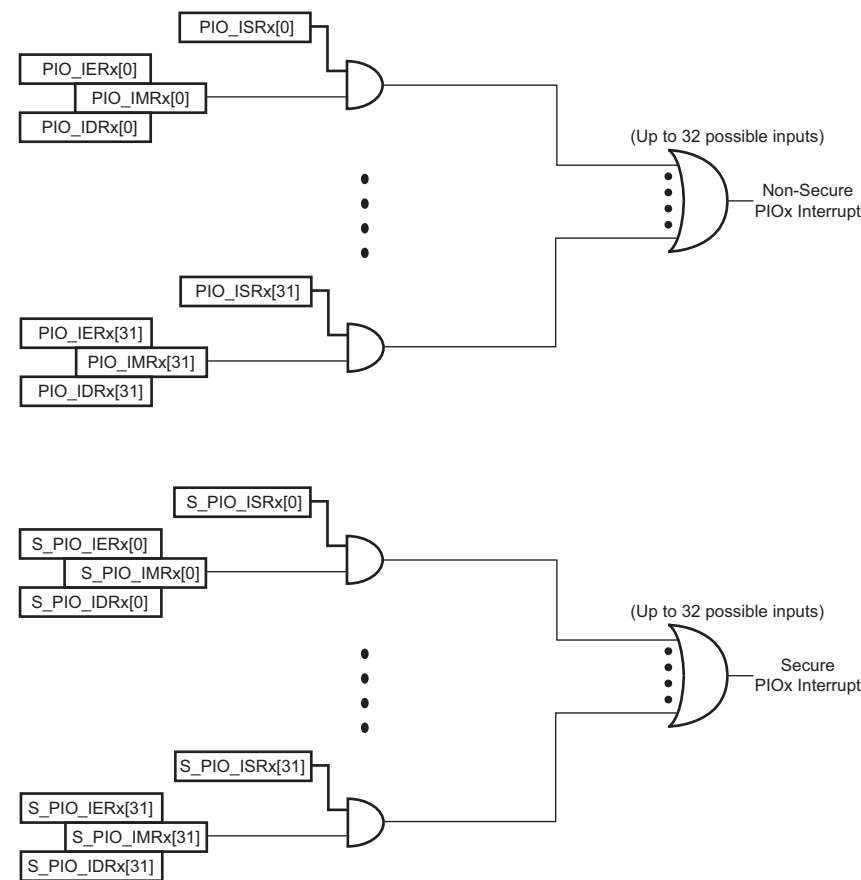 PIO_ISRx[0]
PIO_IERx[0]
PIO_IMRx[0]
PIO_IDRx[0]
(Up to 32 possible inputs)
Non-Secure
PIOx Interrupt
PIO_ISRx[31]
PIO_IERx[31]
PIO_IMRx[31]
PIO_IDRx[31]
S_PIO_ISRx[0]
S_PIO_IERx[0]
S_PIO_IMRx[0]
S_PIO_IDRx[0]
(Up to 32 possible inputs)
Secure
PIOx Interrupt
S_PIO_ISRx[31]
S_PIO_IERx[31]
S_PIO_IMRx[31]
S_PIO_IDRx[31]